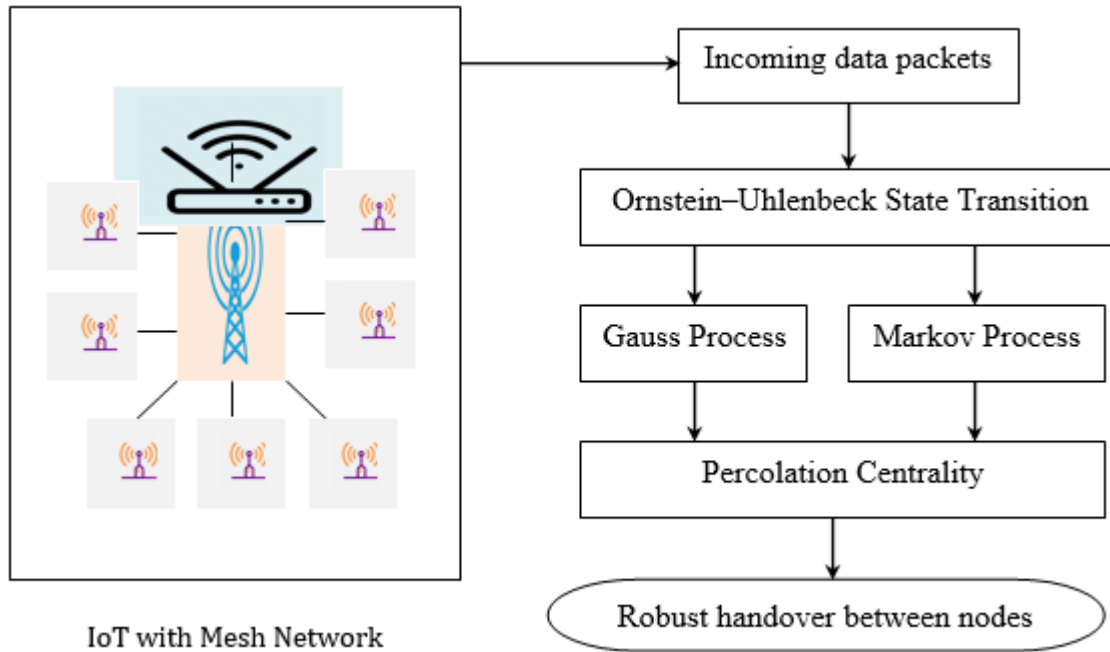 Incoming data packets
Ornstein–Uhlenbeck State Transition
Gauss Process
Markov Process
Percolation Centrality
Robust handover between nodes
IoT with Mesh Network